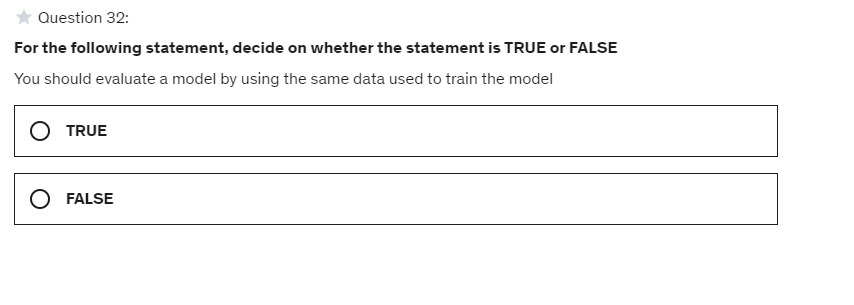 Question 32:
For the following statement, decide on whether the statement is TRUE or FALSE
You should evaluate a model by using the same data used to train the model
TRUE
FALSE